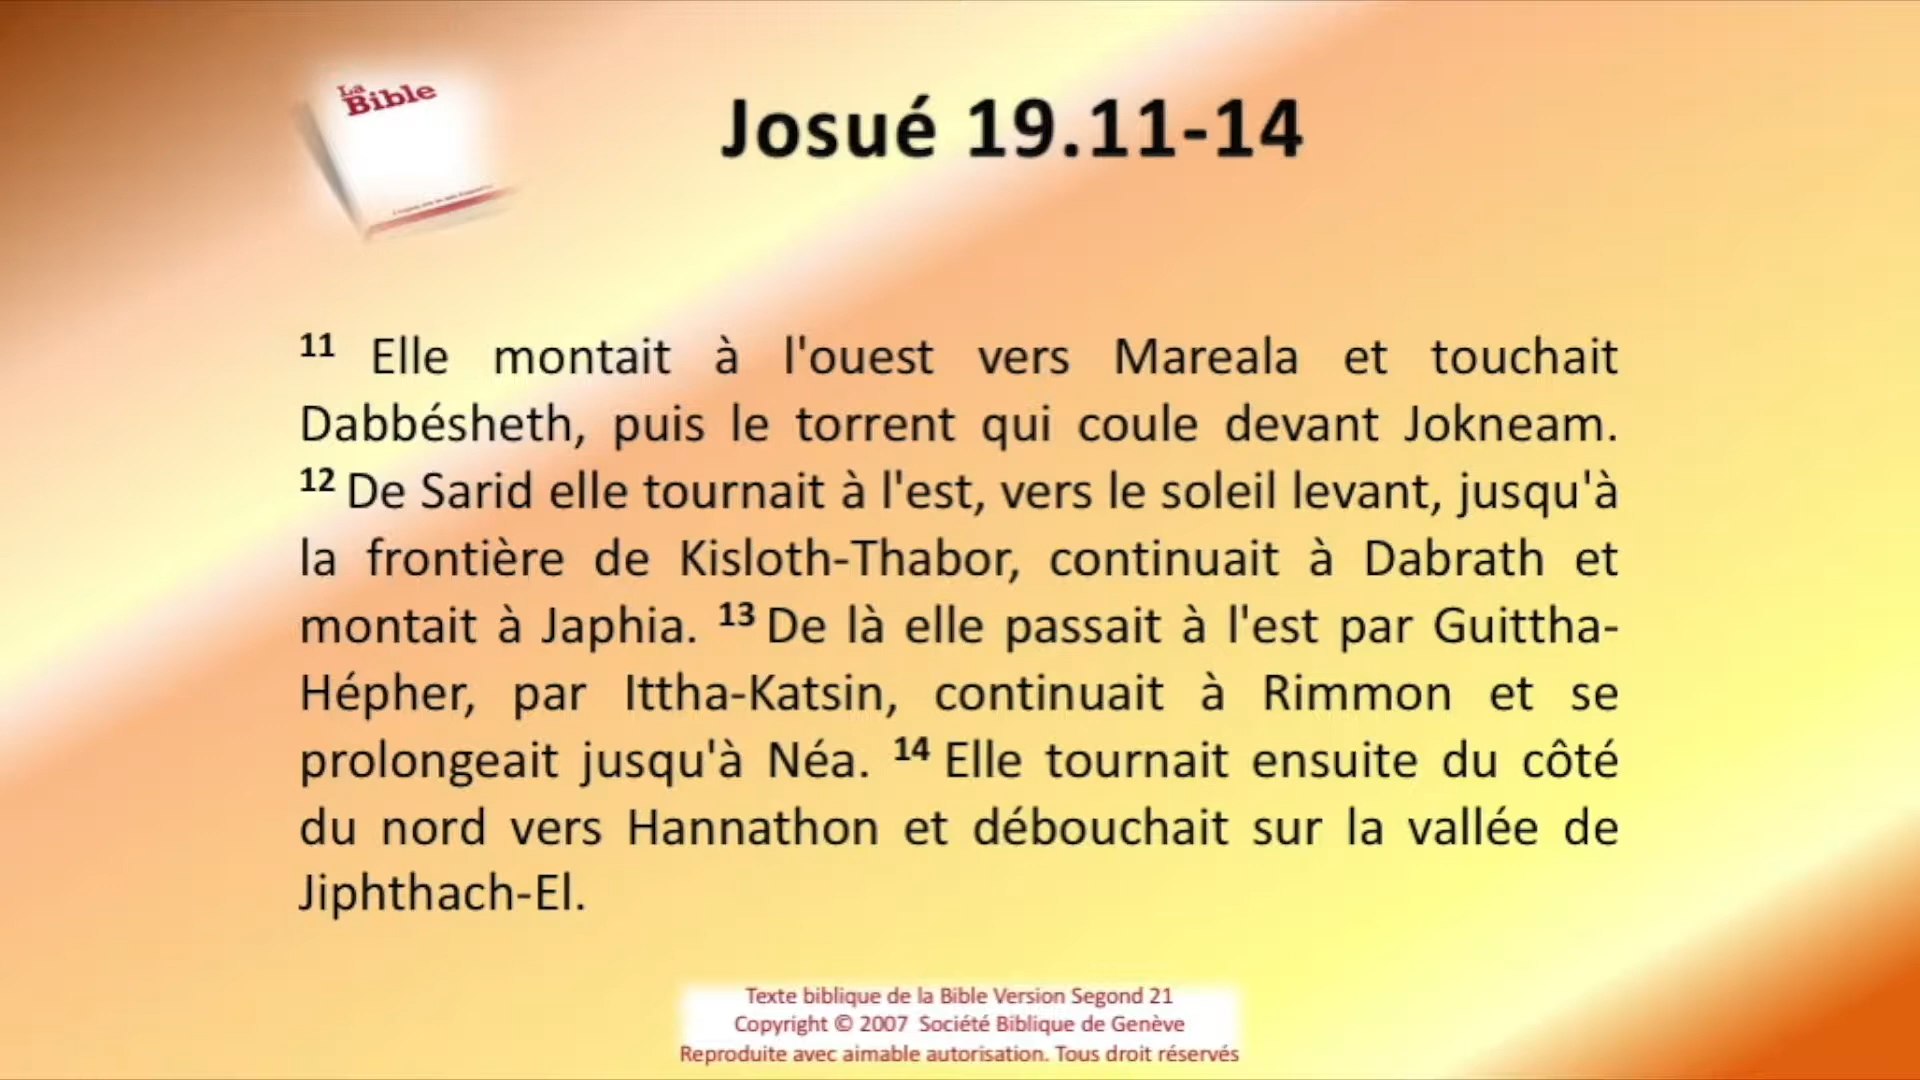 La
Bible
Josué 19.11-14
11 Elle montait à l'ouest vers Mareala et touchait
Dabbésheth, puis le torrent qui coule devant Jokneam.
12 De Sarid elle tournait à l'est, vers le soleil levant, jusqu'à
la frontière de Kisloth-Thabor, continuait à Dabrath et
montait à Japhia. 13 De là elle passait à l'est par Guittha-
Hépher, par Ittha-Katsin, continuait à Rimmon et se
prolongeait jusqu'à Néa. 14 Elle tournait ensuite du côté
du nord vers Hannathon et débouchait sur la vallée de
Jiphthach-El.
Texte biblique de la Bible Version Segond 21
Copyright © 2007 Société Biblique de Genève
Reproduite avec aimable autorisation. Tous droit réservés